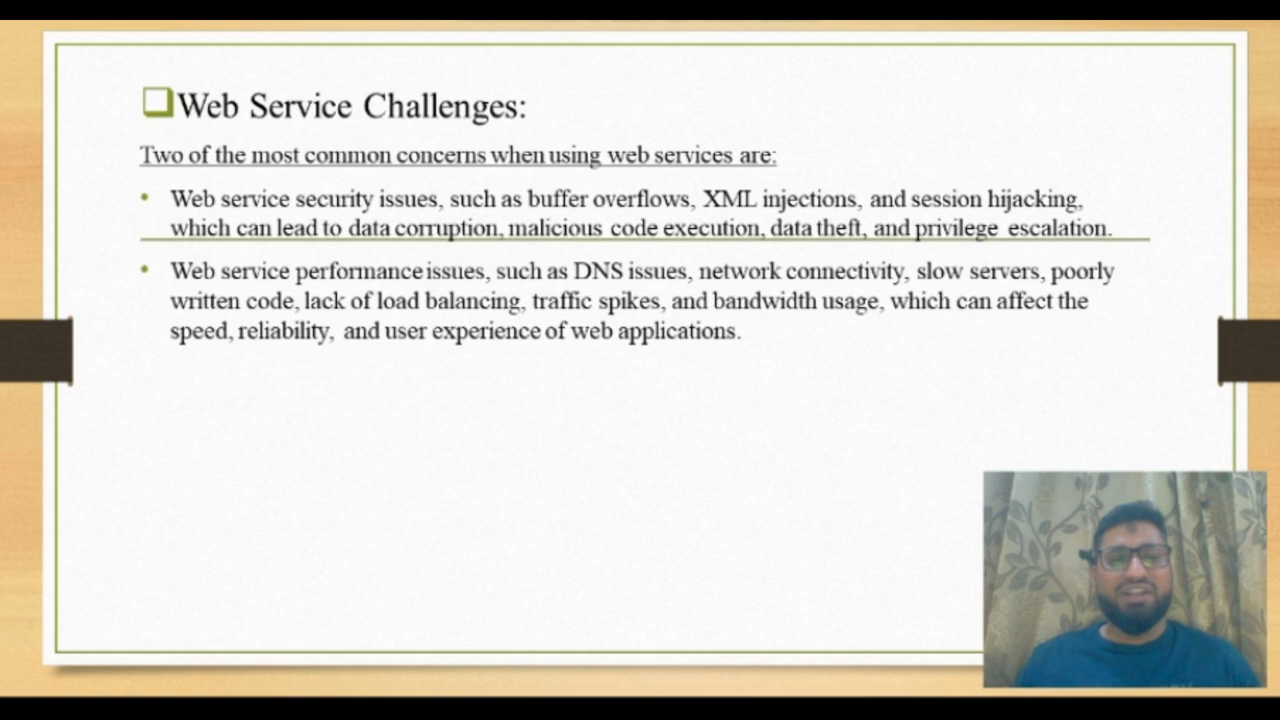 Web Service Challenges:
Two of the most common concerns when using web services are:
• Web service security issues, such as buffer overflows, XML injections, and session hijacking,
which can lead to data corruption, malicious code execution, data theft, and privilege escalation.
• Web service performance issues, such as DNS issues, network connectivity, slow servers, poorly
written code, lack of load balancing, traffic spikes, and bandwidth usage, which can affect the
speed, reliability, and user experience of web applications.